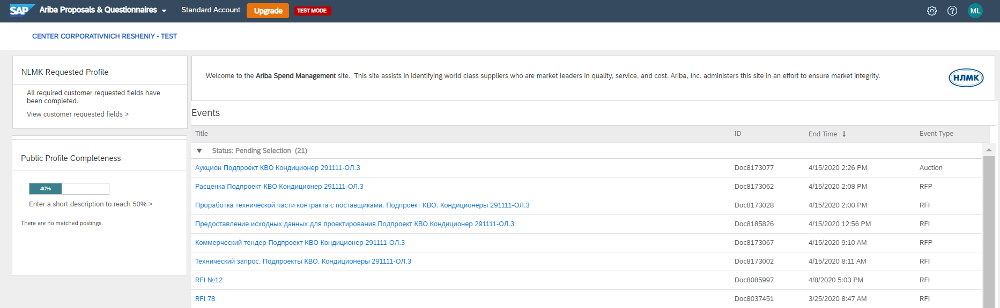 SAP Ariba Proposals & Questionnaires Standard Account Upgrade TEST MODE ML
CENTER CORPORATIVNICH RESHENIY - TEST
NLMK Requested Profile
All required customer requested fields have
been completed.
View customer requested fields >
Public Profile Completeness
40%
Enter a short description to reach 50% >
There are no matched postings.
Welcome to the Ariba Spend Management site. This site assists in identifying world class suppliers who are market leaders in quality, service, and cost. Ariba, Inc. administers this site in an effort to ensure market integrity.
НЛМК
Events
Title ID End Time ↓ Event Type
▼ Status: Pending Selection (21)
Аукцион Подпроект КВО Кондиционер 291111-ОЛ.3 Doc8173077 4/15/2020 2:26 PM Auction
Расценка Подпроект КВО Кондиционер 291111-ОЛ.3 Doc8173062 4/15/2020 2:08 PM RFP
Проработка технической части контракта с поставщиками. Подпроект КВО. Кондиционеры 291111-ОЛ.3 Doc8173028 4/15/2020 2:00 PM RFI
Предоставление исходных данных для проектирования Подпроект КВО Кондиционер 291111-ОЛ.3 Doc8185826 4/15/2020 12:56 PM RFI
Коммерческий тендер Подпроект КВО Кондиционер 291111-ОЛ.3 Doc8173067 4/15/2020 9:10 AM RFP
Технический запрос. Подпроекты КВО. Кондиционеры 291111-ОЛ.3 Doc8173002 4/15/2020 8:11 AM RFI
RFI №12 Doc8085997 4/8/2020 5:03 PM RFI
RFI 78 Doc8037451 3/25/2020 8:47 AM RFI